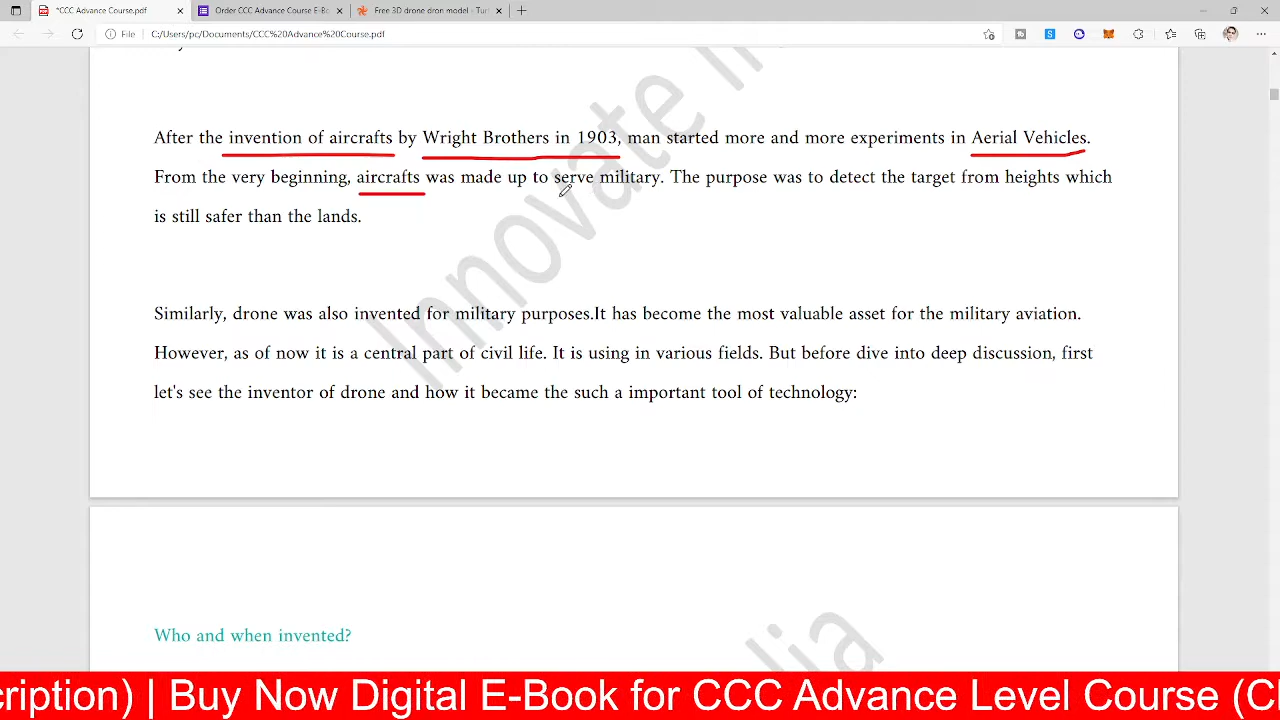 *CCC Advance Course.pdf
Order CCC Advance Course E-Bo
Free 3D drone dron model - Tur
File
C:/Users/pc/Documents/CCC%20Advance%20Course.pdf
After the invention of aircrafts by Wright Brothers in 1903, man started more and more experiments in Aerial Vehicles.
From the very beginning, aircrafts was made up to serve military. The purpose was to detect the target from heights which
is still safer than the lands.
Similarly, drone was also invented for military purposes.It has become the most valuable asset for the military aviation.
However, as of now it is a central part of civil life. It is using in various fields. But before dive into deep discussion, first
let's see the inventor of drone and how it became the such a important tool of technology:
Innovate I
Who and when invented?
dia
cription) | Buy Now Digital E-Book for CCC Advance Level Course (Cl